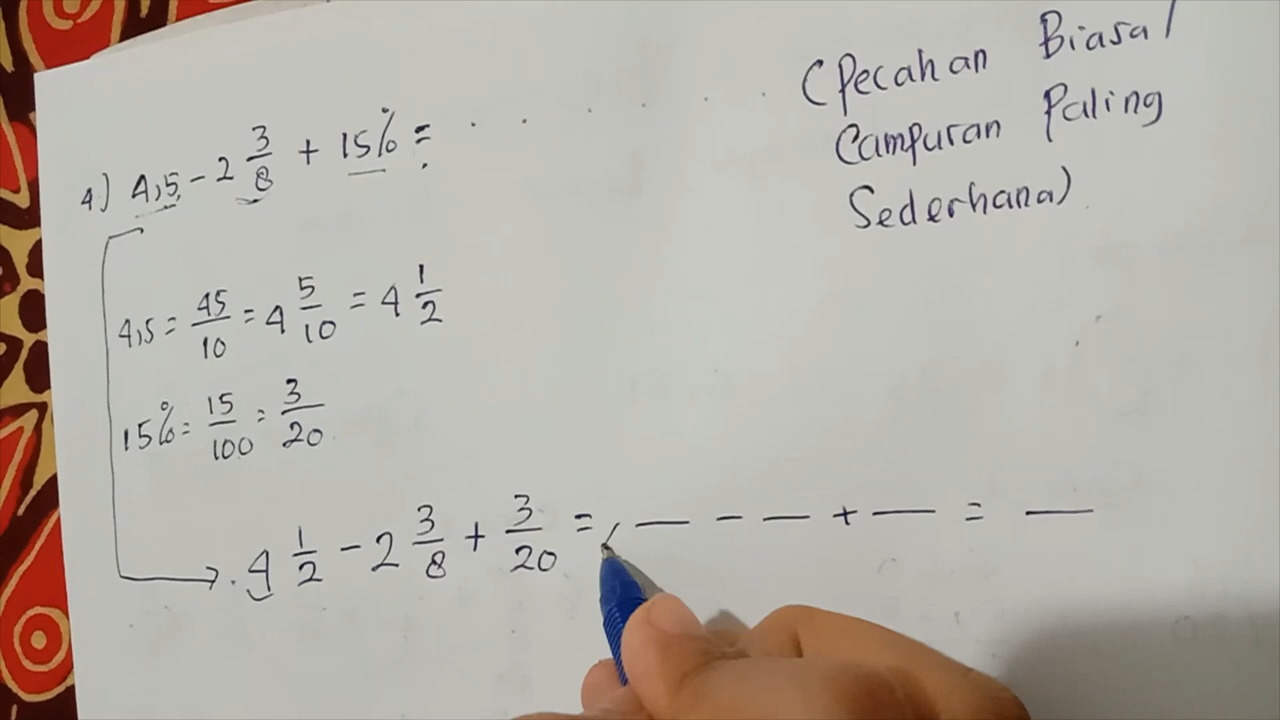 4) 4,5 - 2 3/8 + 15% = . . . . . . . (Pecahan Biasa/
Campuran Paling
Sederhana)
4,5 = 45/10 = 4 5/10 = 4 1/2
15% = 15/100 = 3/20
4 1/2 - 2 3/8 + 3/20 = — - — + — = —